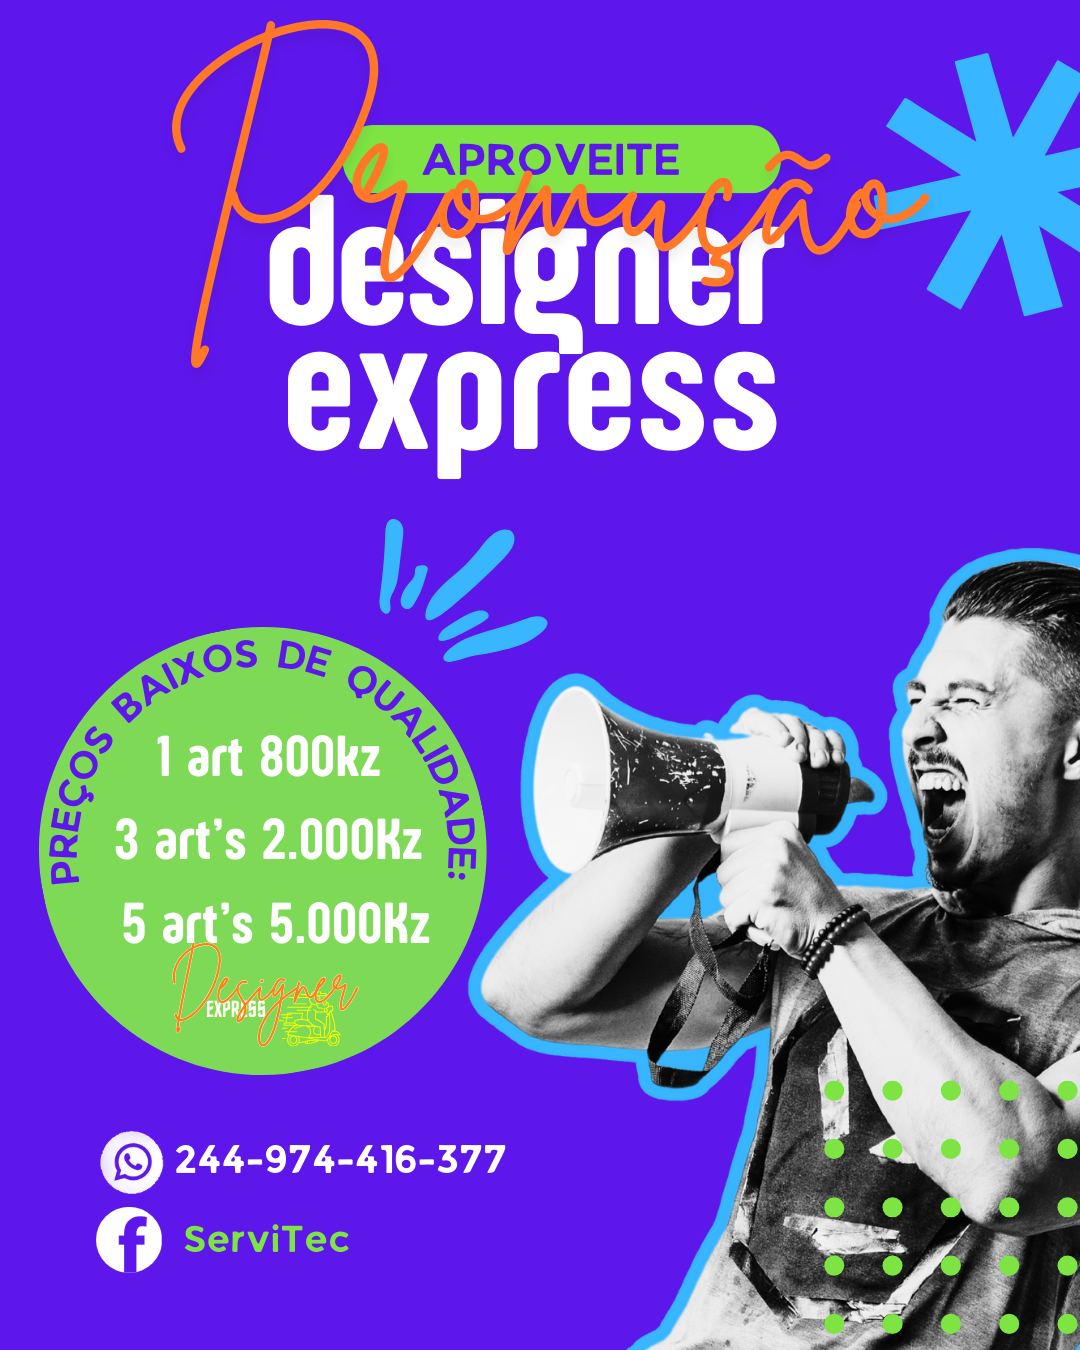 APROVEITE
Promução
designer
express
PREÇOS BAIXOS DE QUALIDADE:
1 art 800kz
3 art's 2.000Kz
5 art's 5.000Kz
Designer
EXPRESS
244-974-416-377
ServiTec